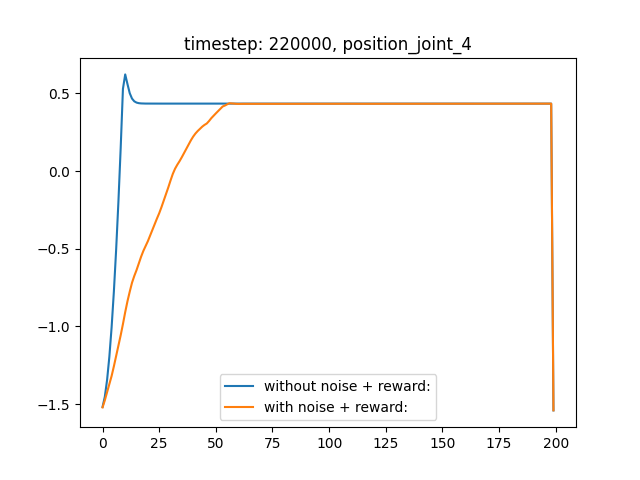 timestep: 220000, position_joint_4
0.5
0.0
−0.5
−1.0
−1.5
without noise + reward:
with noise + reward:
0 25 50 75 100 125 150 175 200